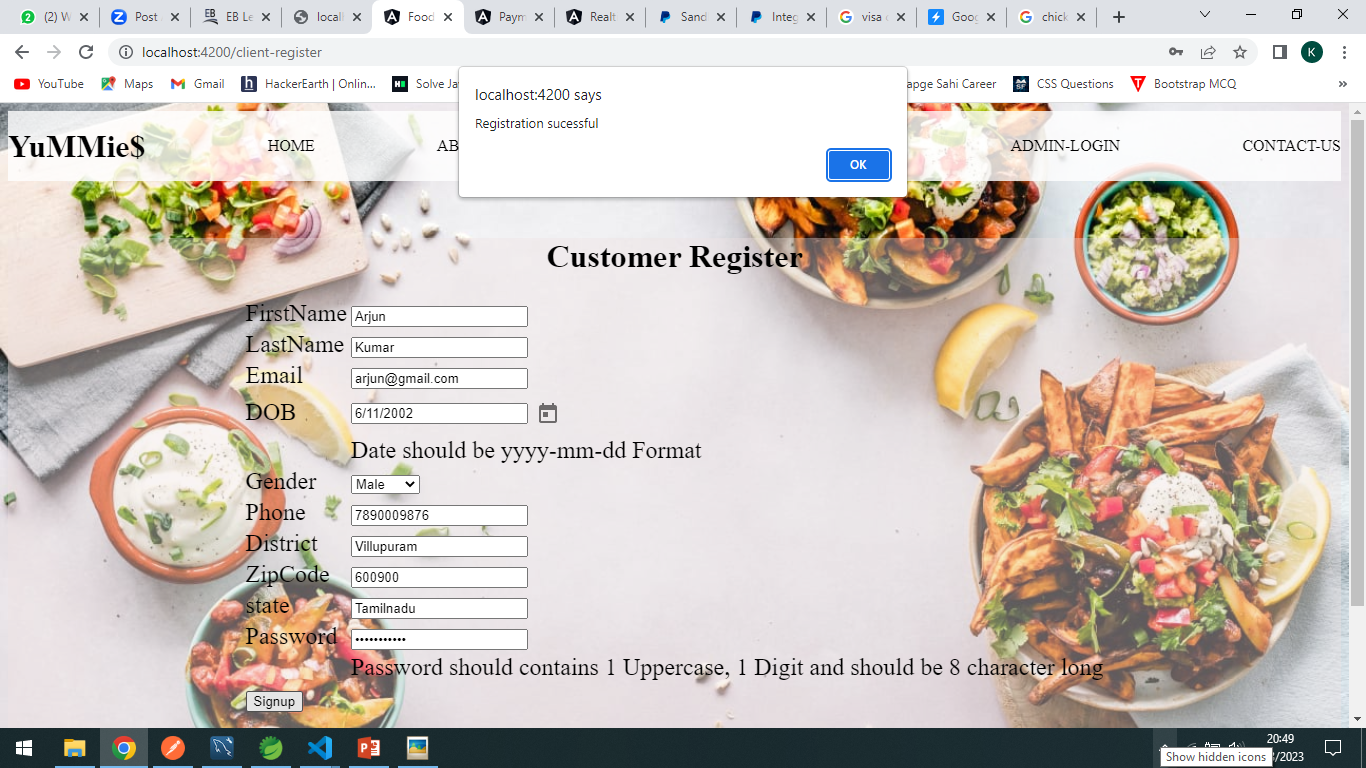 (2) W
Post
EB Le
locall
Food
Paym
Realt
Sand
Integ
visa
Goog
chick
localhost:4200/client-register
K
YouTube
Maps
Gmail
HackerEarth | Onlin...
Solve Ja
apge Sahi Career
CSS Questions
Bootstrap MCQ
»
localhost:4200 says
Registration sucessful
OK
YuMMie$
HOME
AB
ADMIN-LOGIN
CONTACT-US
Customer Register
FirstName Arjun
LastName Kumar
Email arjun@gmail.com
DOB 6/11/2002
Date should be yyyy-mm-dd Format
Gender Male
Phone 7890009876
District Villupuram
ZipCode 600900
state Tamilnadu
Password •••••••••••
Password should contains 1 Uppercase, 1 Digit and should be 8 character long
Signup
20:49
/2023
Show hidden icons